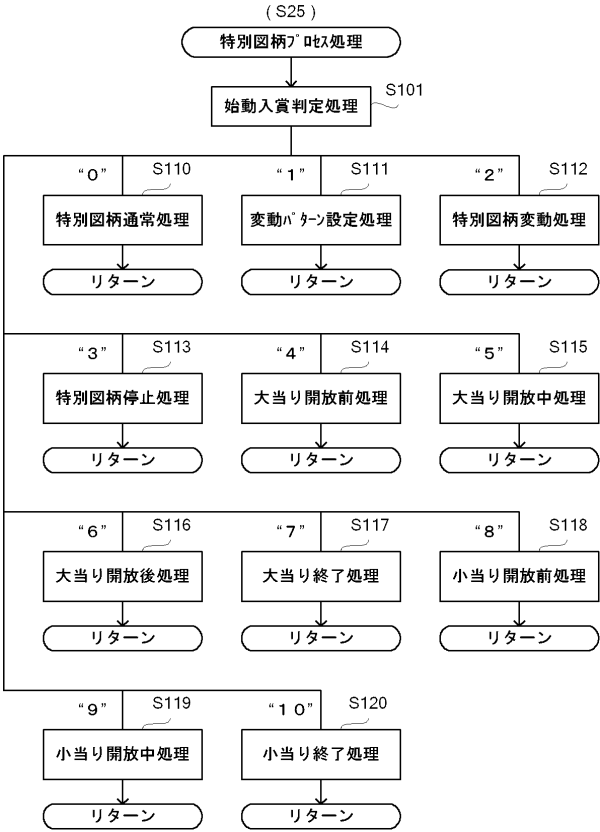 (S25)
特別図柄ﾌﾟﾛｾｽ処理
S101
始動入賞判定処理
“0” S110 “1” S111 “2” S112
特別図柄通常処理 変動ﾊﾟﾀｰﾝ設定処理 特別図柄変動処理
リターン リターン リターン
“3” S113 “4” S114 “5” S115
特別図柄停止処理 大当り開放前処理 大当り開放中処理
リターン リターン リターン
“6” S116 “7” S117 “8” S118
大当り開放後処理 大当り終了処理 小当り開放前処理
リターン リターン リターン
“9” S119 “10” S120
小当り開放中処理 小当り終了処理
リターン リターン